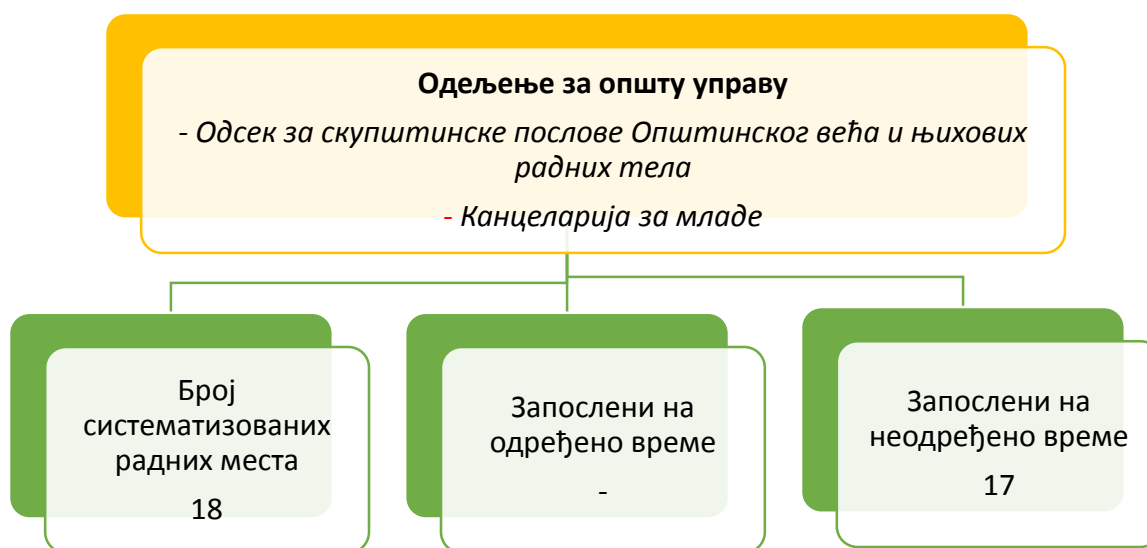 Одељење за општу управу
- Одсек за скупштинске послове Општинског већа и њихових
радних тела
- Канцеларија за младе
Број
систематизованих
радних места
18
Запослени на
одређено време
-
Запослени на
неодређено време
17